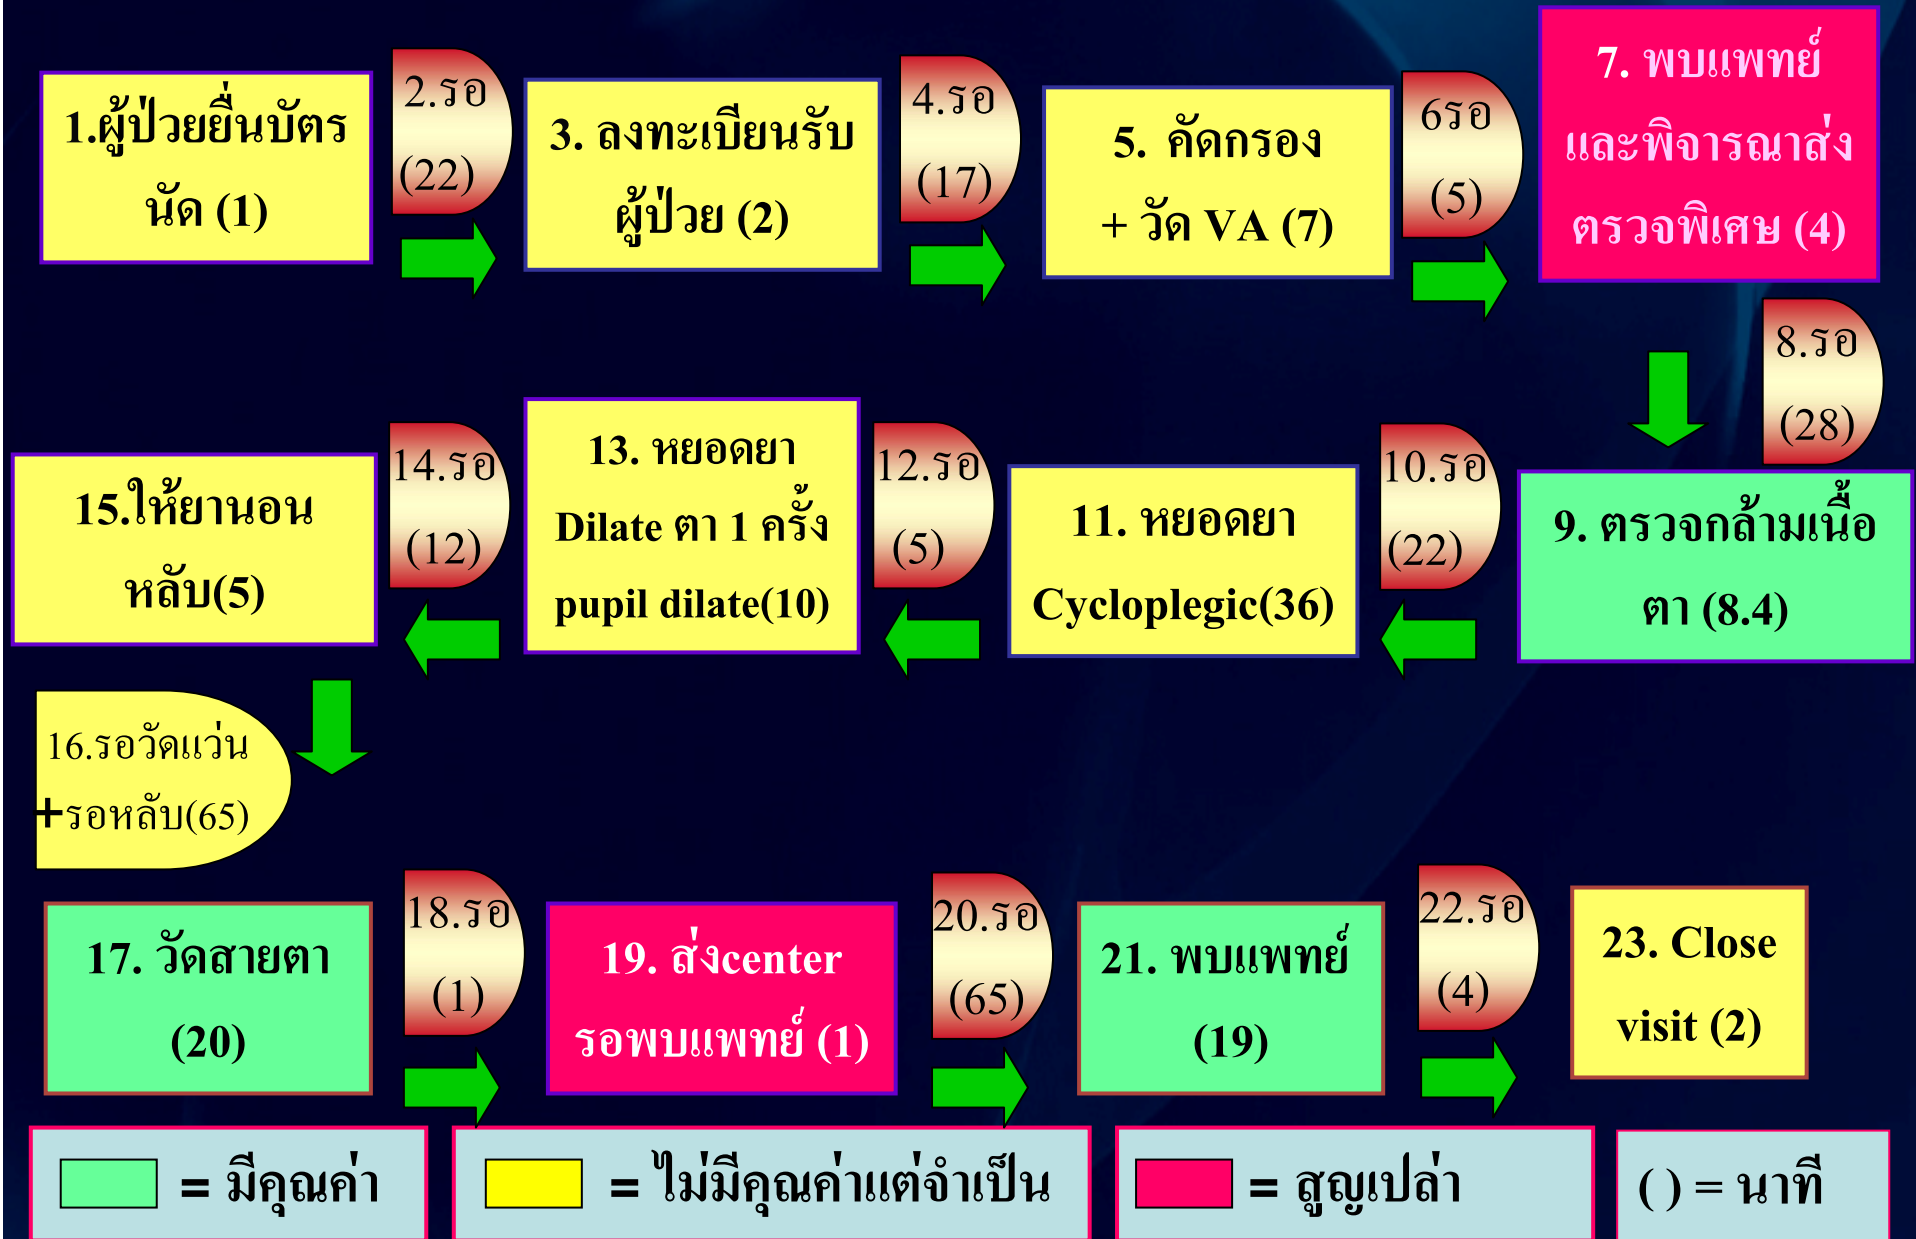 1.ผู้ป่วยยื่นบัตร
นัด (1)
2.รอ
(22)
3. ลงทะเบียนรับ
ผู้ป่วย (2)
4.รอ
(17)
5. คัดกรอง
+ วัด VA (7)
6รอ
(5)
7. พบแพทย์
และพิจารณาส่ง
ตรวจพิเศษ (4)
8.รอ
(28)
9. ตรวจกล้ามเนื้อ
ตา (8.4)
10.รอ
(22)
11. หยอดยา
Cycloplegic(36)
12.รอ
(5)
13. หยอดยา
Dilate ตา 1 ครั้ง
pupil dilate(10)
14.รอ
(12)
15.ให้ยานอน
หลับ(5)
16.รอวัดแว่น
+รอหลับ(65)
17. วัดสายตา
(20)
18.รอ
(1)
19. ส่งcenter
รอพบแพทย์ (1)
20.รอ
(65)
21. พบแพทย์
(19)
22.รอ
(4)
23. Close
visit (2)
= มีคุณค่า
= ไม่มีคุณค่าแต่จำเป็น
= สูญเปล่า
( ) = นาที